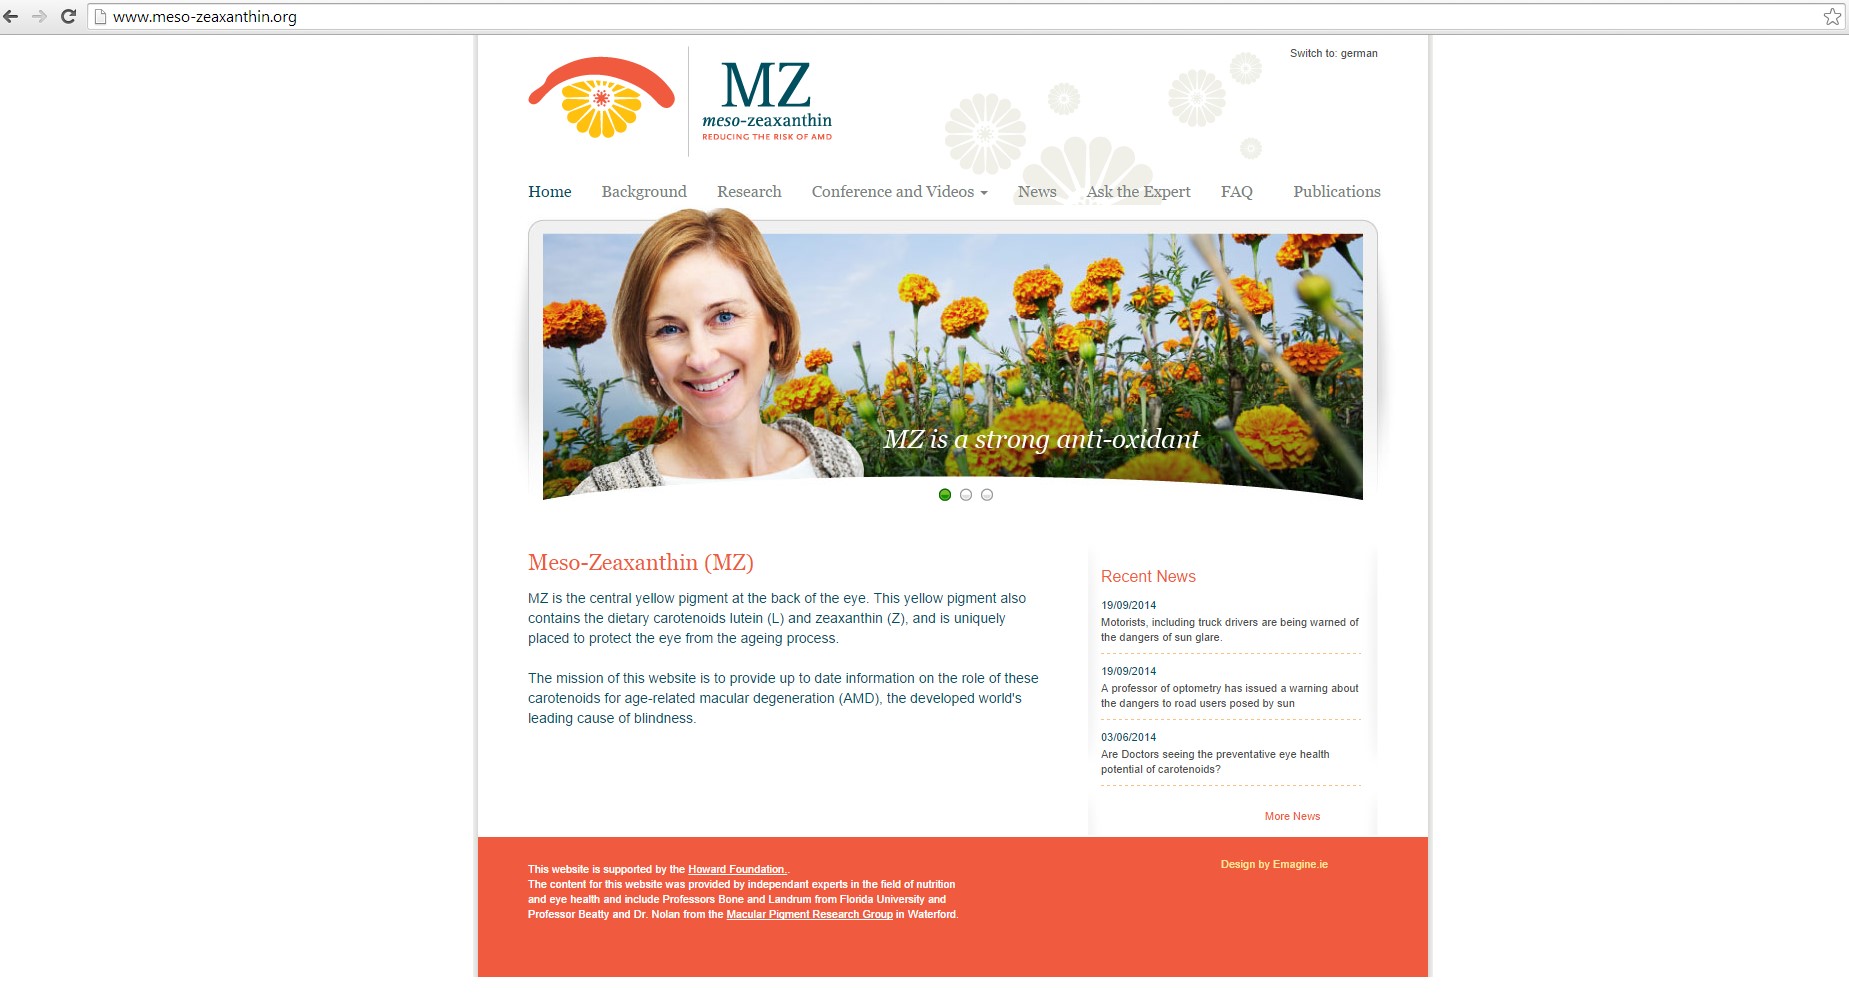 www.meso-zeaxanthin.org
Switch to: german
MZ
meso-zeaxanthin
REDUCING THE RISK OF AMD
Home Background Research Conference and Videos News Ask the Expert FAQ Publications
MZ is a strong anti-oxidant
Meso-Zeaxanthin (MZ)
MZ is the central yellow pigment at the back of the eye. This yellow pigment also
contains the dietary carotenoids lutein (L) and zeaxanthin (Z), and is uniquely
placed to protect the eye from the ageing process.
The mission of this website is to provide up to date information on the role of these
carotenoids for age-related macular degeneration (AMD), the developed world's
leading cause of blindness.
Recent News
19/09/2014
Motorists, including truck drivers are being warned of
the dangers of sun glare.
19/09/2014
A professor of optometry has issued a warning about
the dangers to road users posed by sun
03/06/2014
Are Doctors seeing the preventative eye health
potential of carotenoids?
More News
This website is supported by the Howard Foundation..
The content for this website was provided by independant experts in the field of nutrition
and eye health and include Professors Bone and Landrum from Florida University and
Professor Beatty and Dr. Nolan from the Macular Pigment Research Group in Waterford.
Design by Emagine.ie